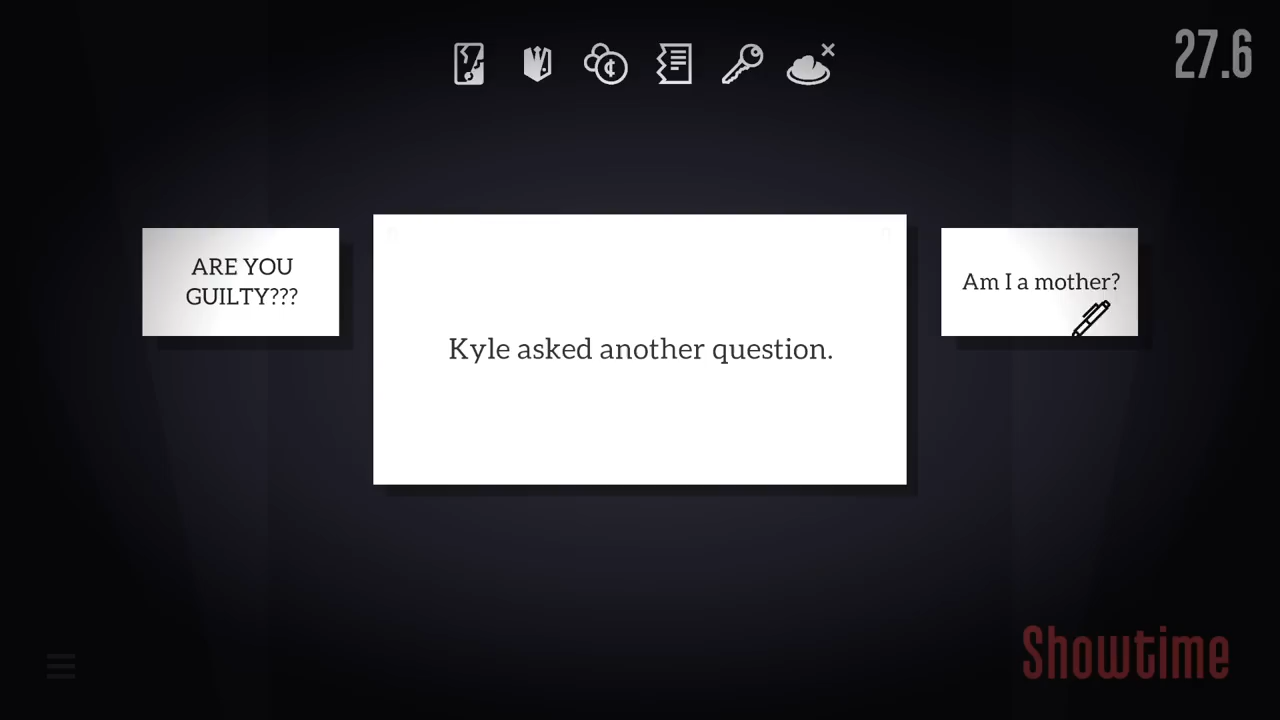 27.6
ARE YOU
GUILTY???
Kyle asked another question.
Am I a mother?
Showtime